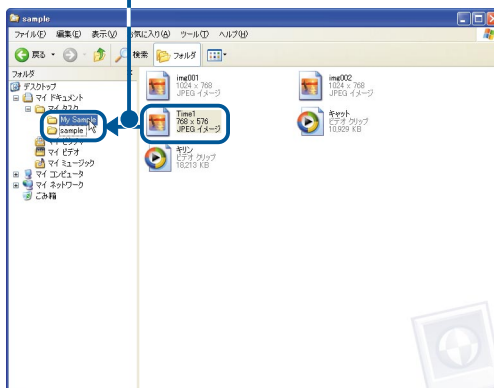 sample
ファイル(F) 編集(E) 表示(V) お気に入り(A) ツール(T) ヘルプ(H)
戻る 検索 フォルダ
フォルダ
デスクトップ
マイ ドキュメント
マイ タスク
My Sample
sample
マイ ピクチャ
マイ ビデオ
マイ ミュージック
マイ コンピュータ
マイ ネットワーク
ごみ箱
img001
1024 x 768
JPEG イメージ
img002
1024 x 768
JPEG イメージ
Time1
768 x 576
JPEG イメージ
キャット
ビデオ クリップ
10,929 KB
キリン
ビデオ クリップ
18,213 KB